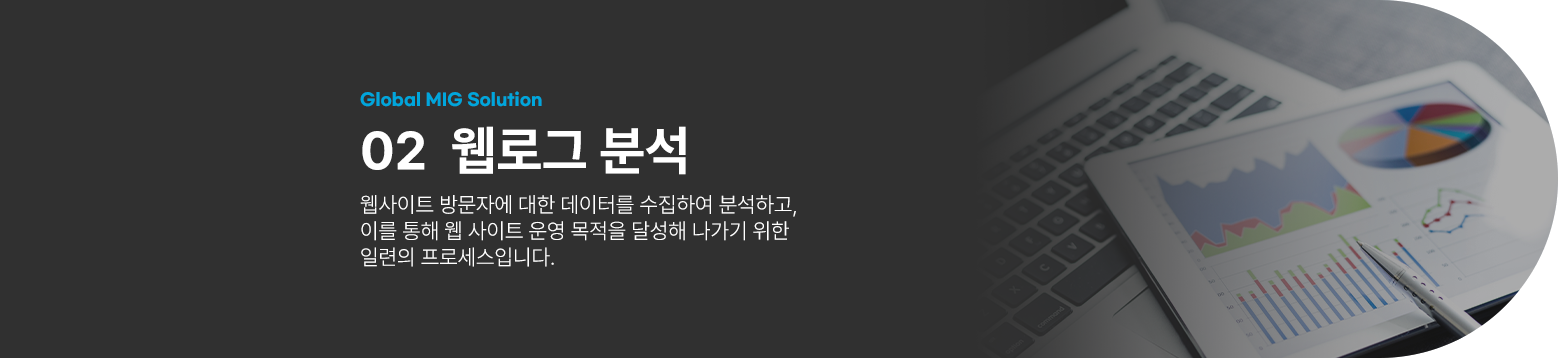 Global MIG Solution
02 웹로그 분석
웹사이트 방문자에 대한 데이터를 수집하여 분석하고,
이를 통해 웹 사이트 운영 목적을 달성해 나가기 위한
일련의 프로세스입니다.